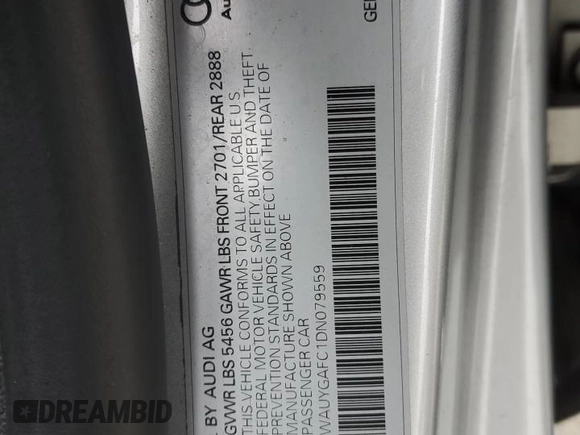 BY AUDI AG
GVWR LBS 5456 GAWR LBS FRONT 2701/REAR 2888
THIS VEHICLE CONFORMS TO ALL APPLICABLE U S
FEDERAL MOTOR VEHICLE SAFETY,BUMPER AND THEFT
PREVENTION STANDARDS IN EFFECT ON THE DATE OF
MANUFACTURE SHOWN ABOVE
PASSENGER CAR
WAUYGAFC1DN079559
DREAMBID